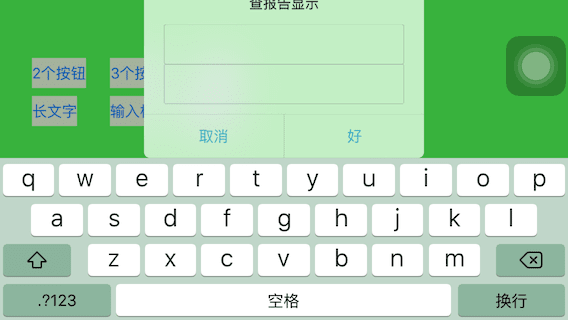 查报告显示
2个按钮
3个按
长文字
输入
取消
好
q w e r t y u i o p
a s d f g h j k l
z x c v b n m
.?123
空格
换行